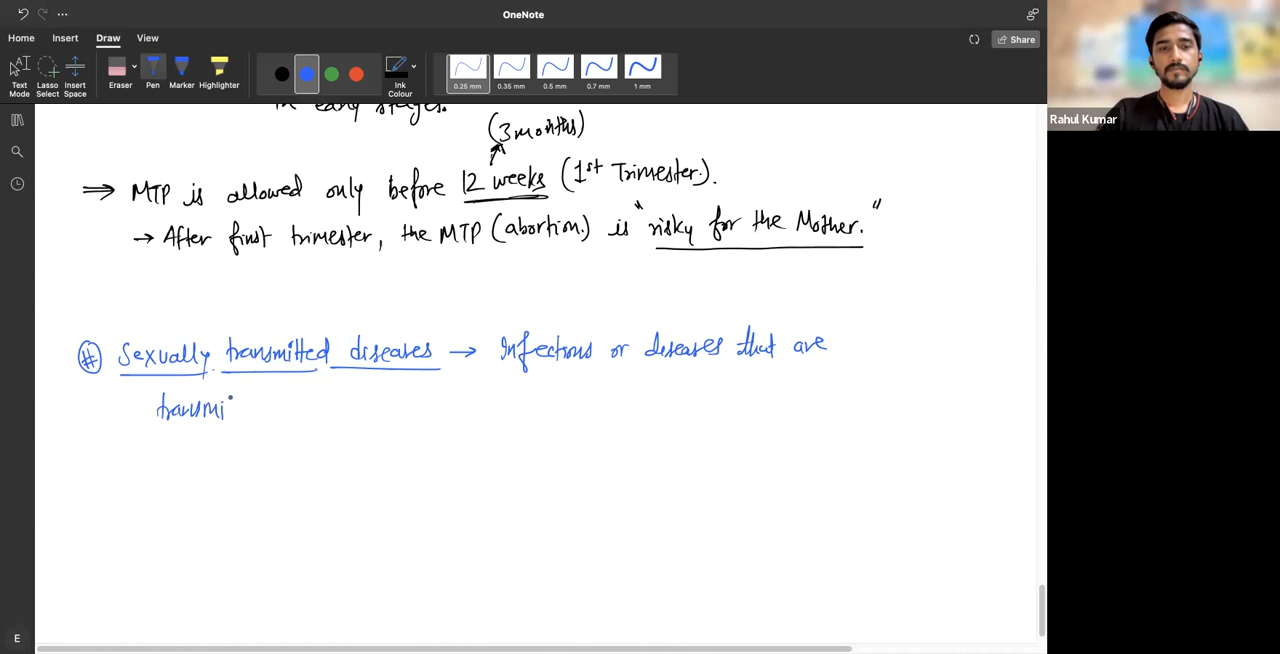 OneNote
Home Insert Draw View
Share
Text Mode Lasso Select Insert Space Eraser Pen Marker Highlighter Ink Colour 0.25 mm 0.35 mm 0.5 mm 0.7 mm 1 mm
Rahul Kumar
in early stages.
(3 months)
⇒ MTP is allowed only before 12 weeks (1st Trimester.).
→ After first trimester, the MTP (abortion.) is "risky for the Mother."
# Sexually transmitted diseases → Infections or diseases that are
transmi
E